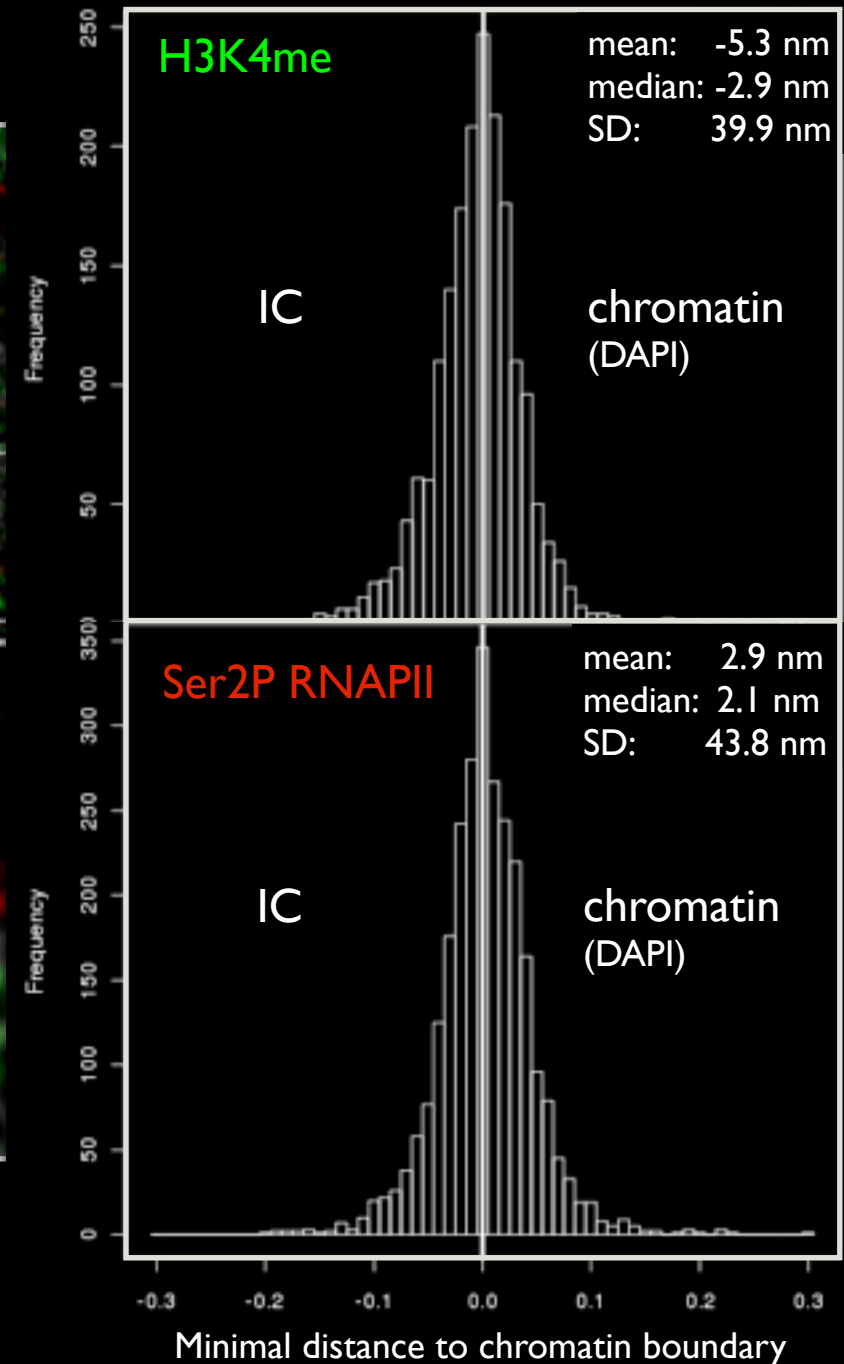 H3K4me
mean: -5.3 nm
median: -2.9 nm
SD: 39.9 nm
IC
chromatin
(DAPI)
Frequency
250
200
150
100
50
Ser2P RNAPII
mean: 2.9 nm
median: 2.1 nm
SD: 43.8 nm
IC
chromatin
(DAPI)
Frequency
350
300
250
200
150
100
50
0
-0.3 -0.2 -0.1 0.0 0.1 0.2 0.3
Minimal distance to chromatin boundary